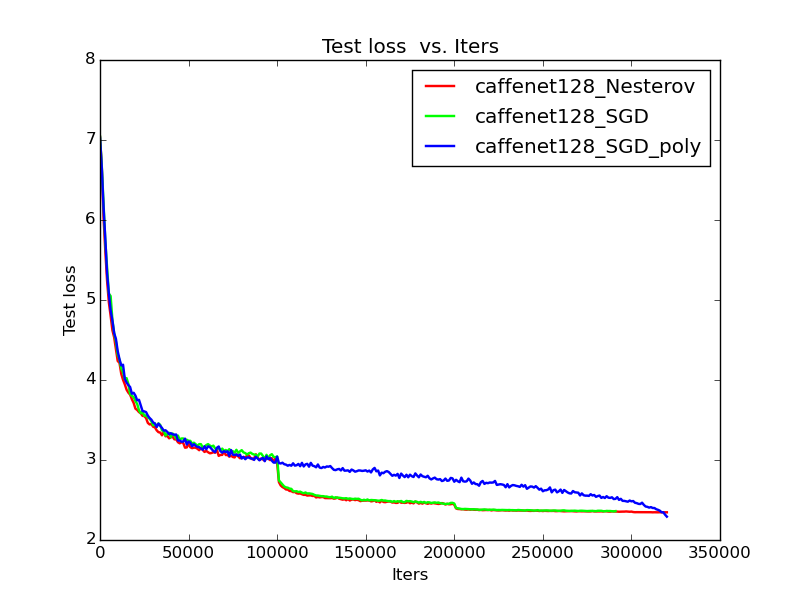 Test loss  vs. Iters
8
7
6
5
4
3
2
Test loss
caffenet128_Nesterov
caffenet128_SGD
caffenet128_SGD_poly
0 50000 100000 150000 200000 250000 300000 350000
Iters